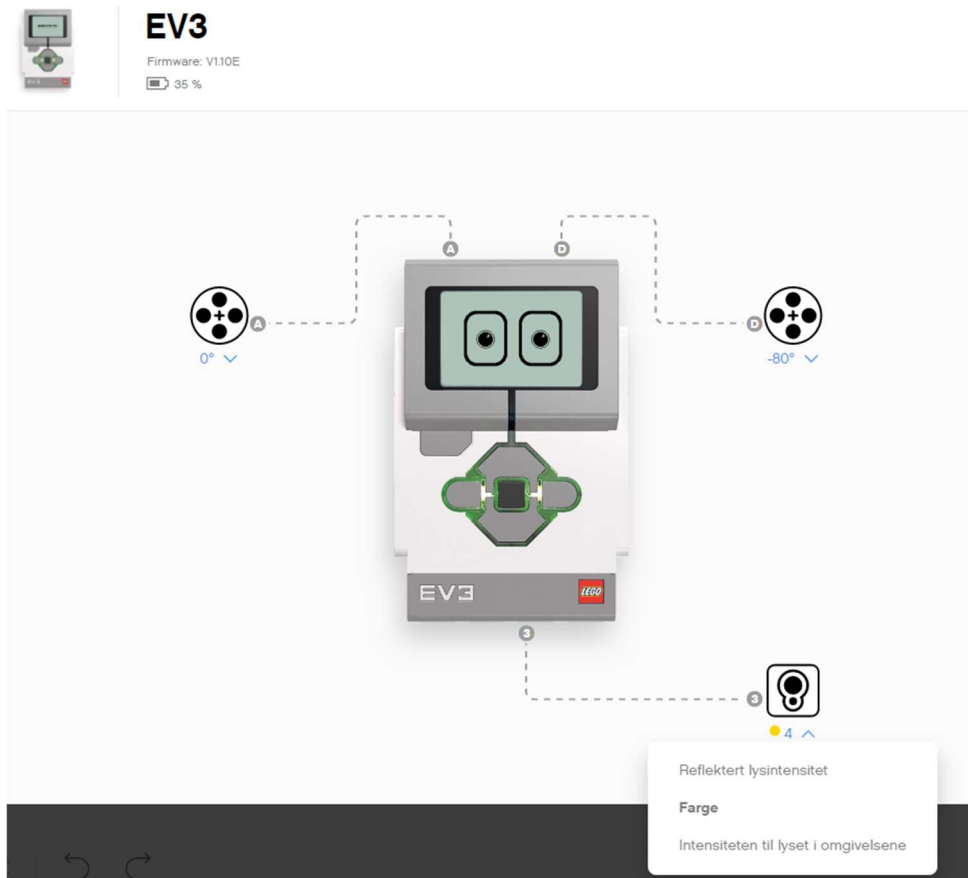 EV3
Firmware: V1.10E
35 %
A
D
A
D
0°
-80°
EV3
LEGO
3
3
4
Reflektert lysintensitet
Farge
Intensiteten til lyset i omgivelsene